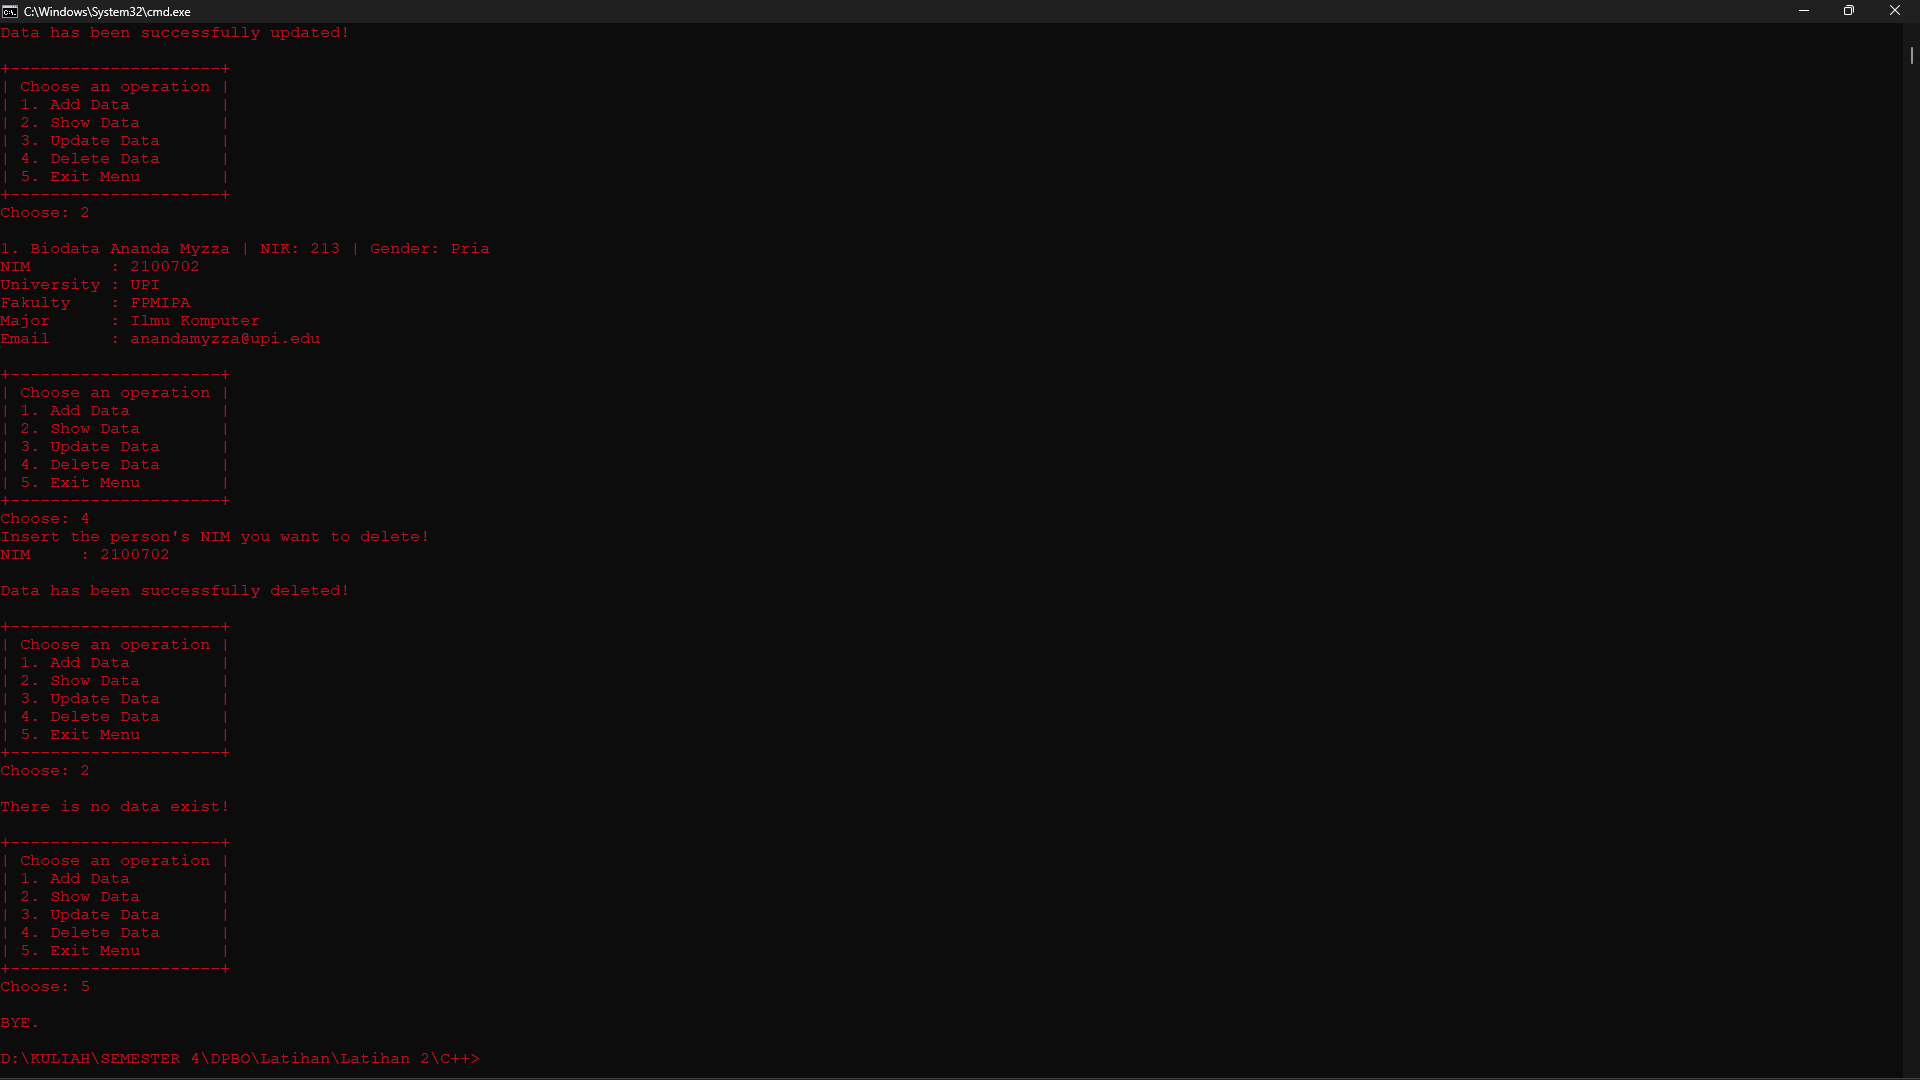 C:\Windows\System32\cmd.exe
Data has been successfully updated!
+---------------------+
| Choose an operation |
| 1. Add Data         |
| 2. Show Data        |
| 3. Update Data      |
| 4. Delete Data      |
| 5. Exit Menu        |
+---------------------+
Choose: 2
1. Biodata Ananda Myzza | NIK: 213 | Gender: Pria
NIM        : 2100702
University : UPI
Fakulty    : FPMIPA
Major      : Ilmu Komputer
Email      : anandamyzza@upi.edu
+---------------------+
| Choose an operation |
| 1. Add Data         |
| 2. Show Data        |
| 3. Update Data      |
| 4. Delete Data      |
| 5. Exit Menu        |
+---------------------+
Choose: 4
Insert the person's NIM you want to delete!
NIM     : 2100702
Data has been successfully deleted!
+---------------------+
| Choose an operation |
| 1. Add Data         |
| 2. Show Data        |
| 3. Update Data      |
| 4. Delete Data      |
| 5. Exit Menu        |
+---------------------+
Choose: 2
There is no data exist!
+---------------------+
| Choose an operation |
| 1. Add Data         |
| 2. Show Data        |
| 3. Update Data      |
| 4. Delete Data      |
| 5. Exit Menu        |
+---------------------+
Choose: 5
BYE.
D:\KULIAH\SEMESTER 4\DPBO\Latihan\Latihan 2\C++>